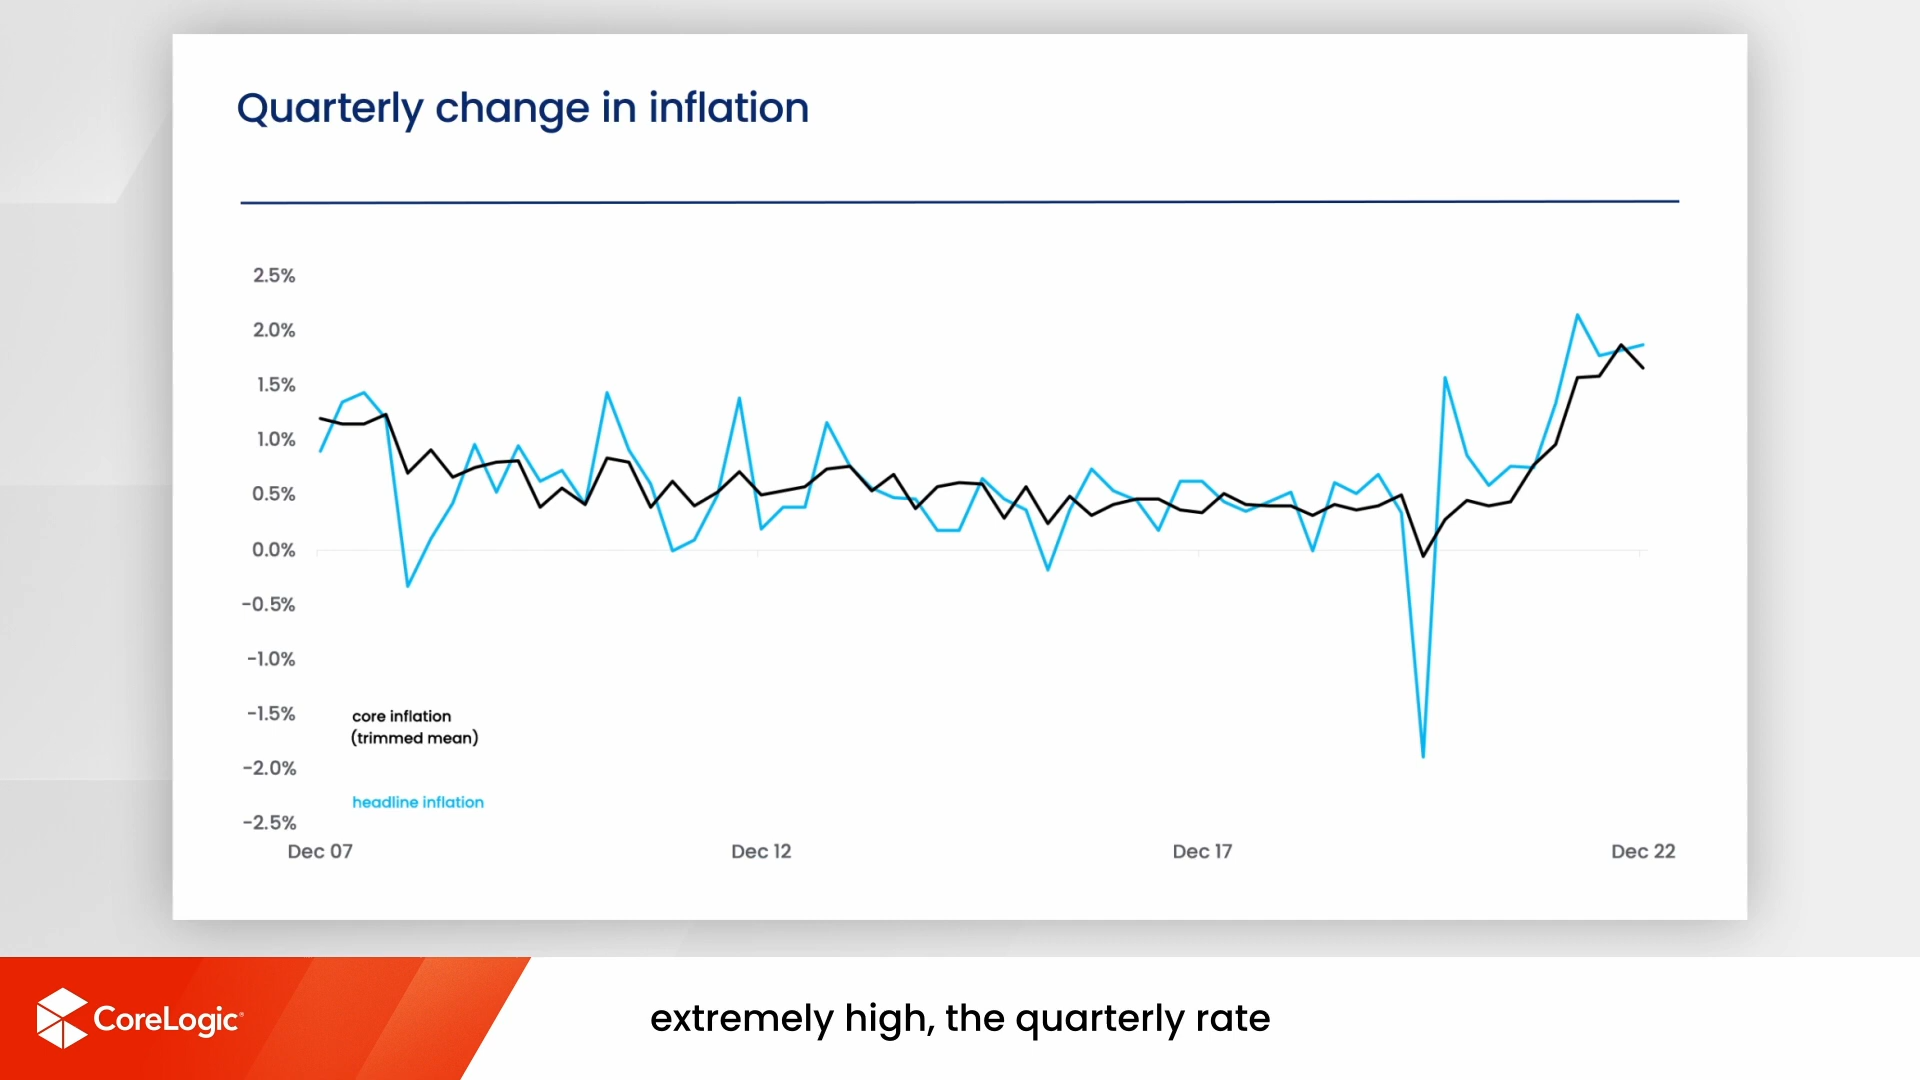 Quarterly change in inflation
2.5%
2.0%
1.5%
1.0%
0.5%
0.0%
-0.5%
-1.0%
-1.5%
-2.0%
-2.5%
core inflation
(trimmed mean)
headline inflation
Dec 07
Dec 12
Dec 17
Dec 22
CoreLogic®
extremely high, the quarterly rate